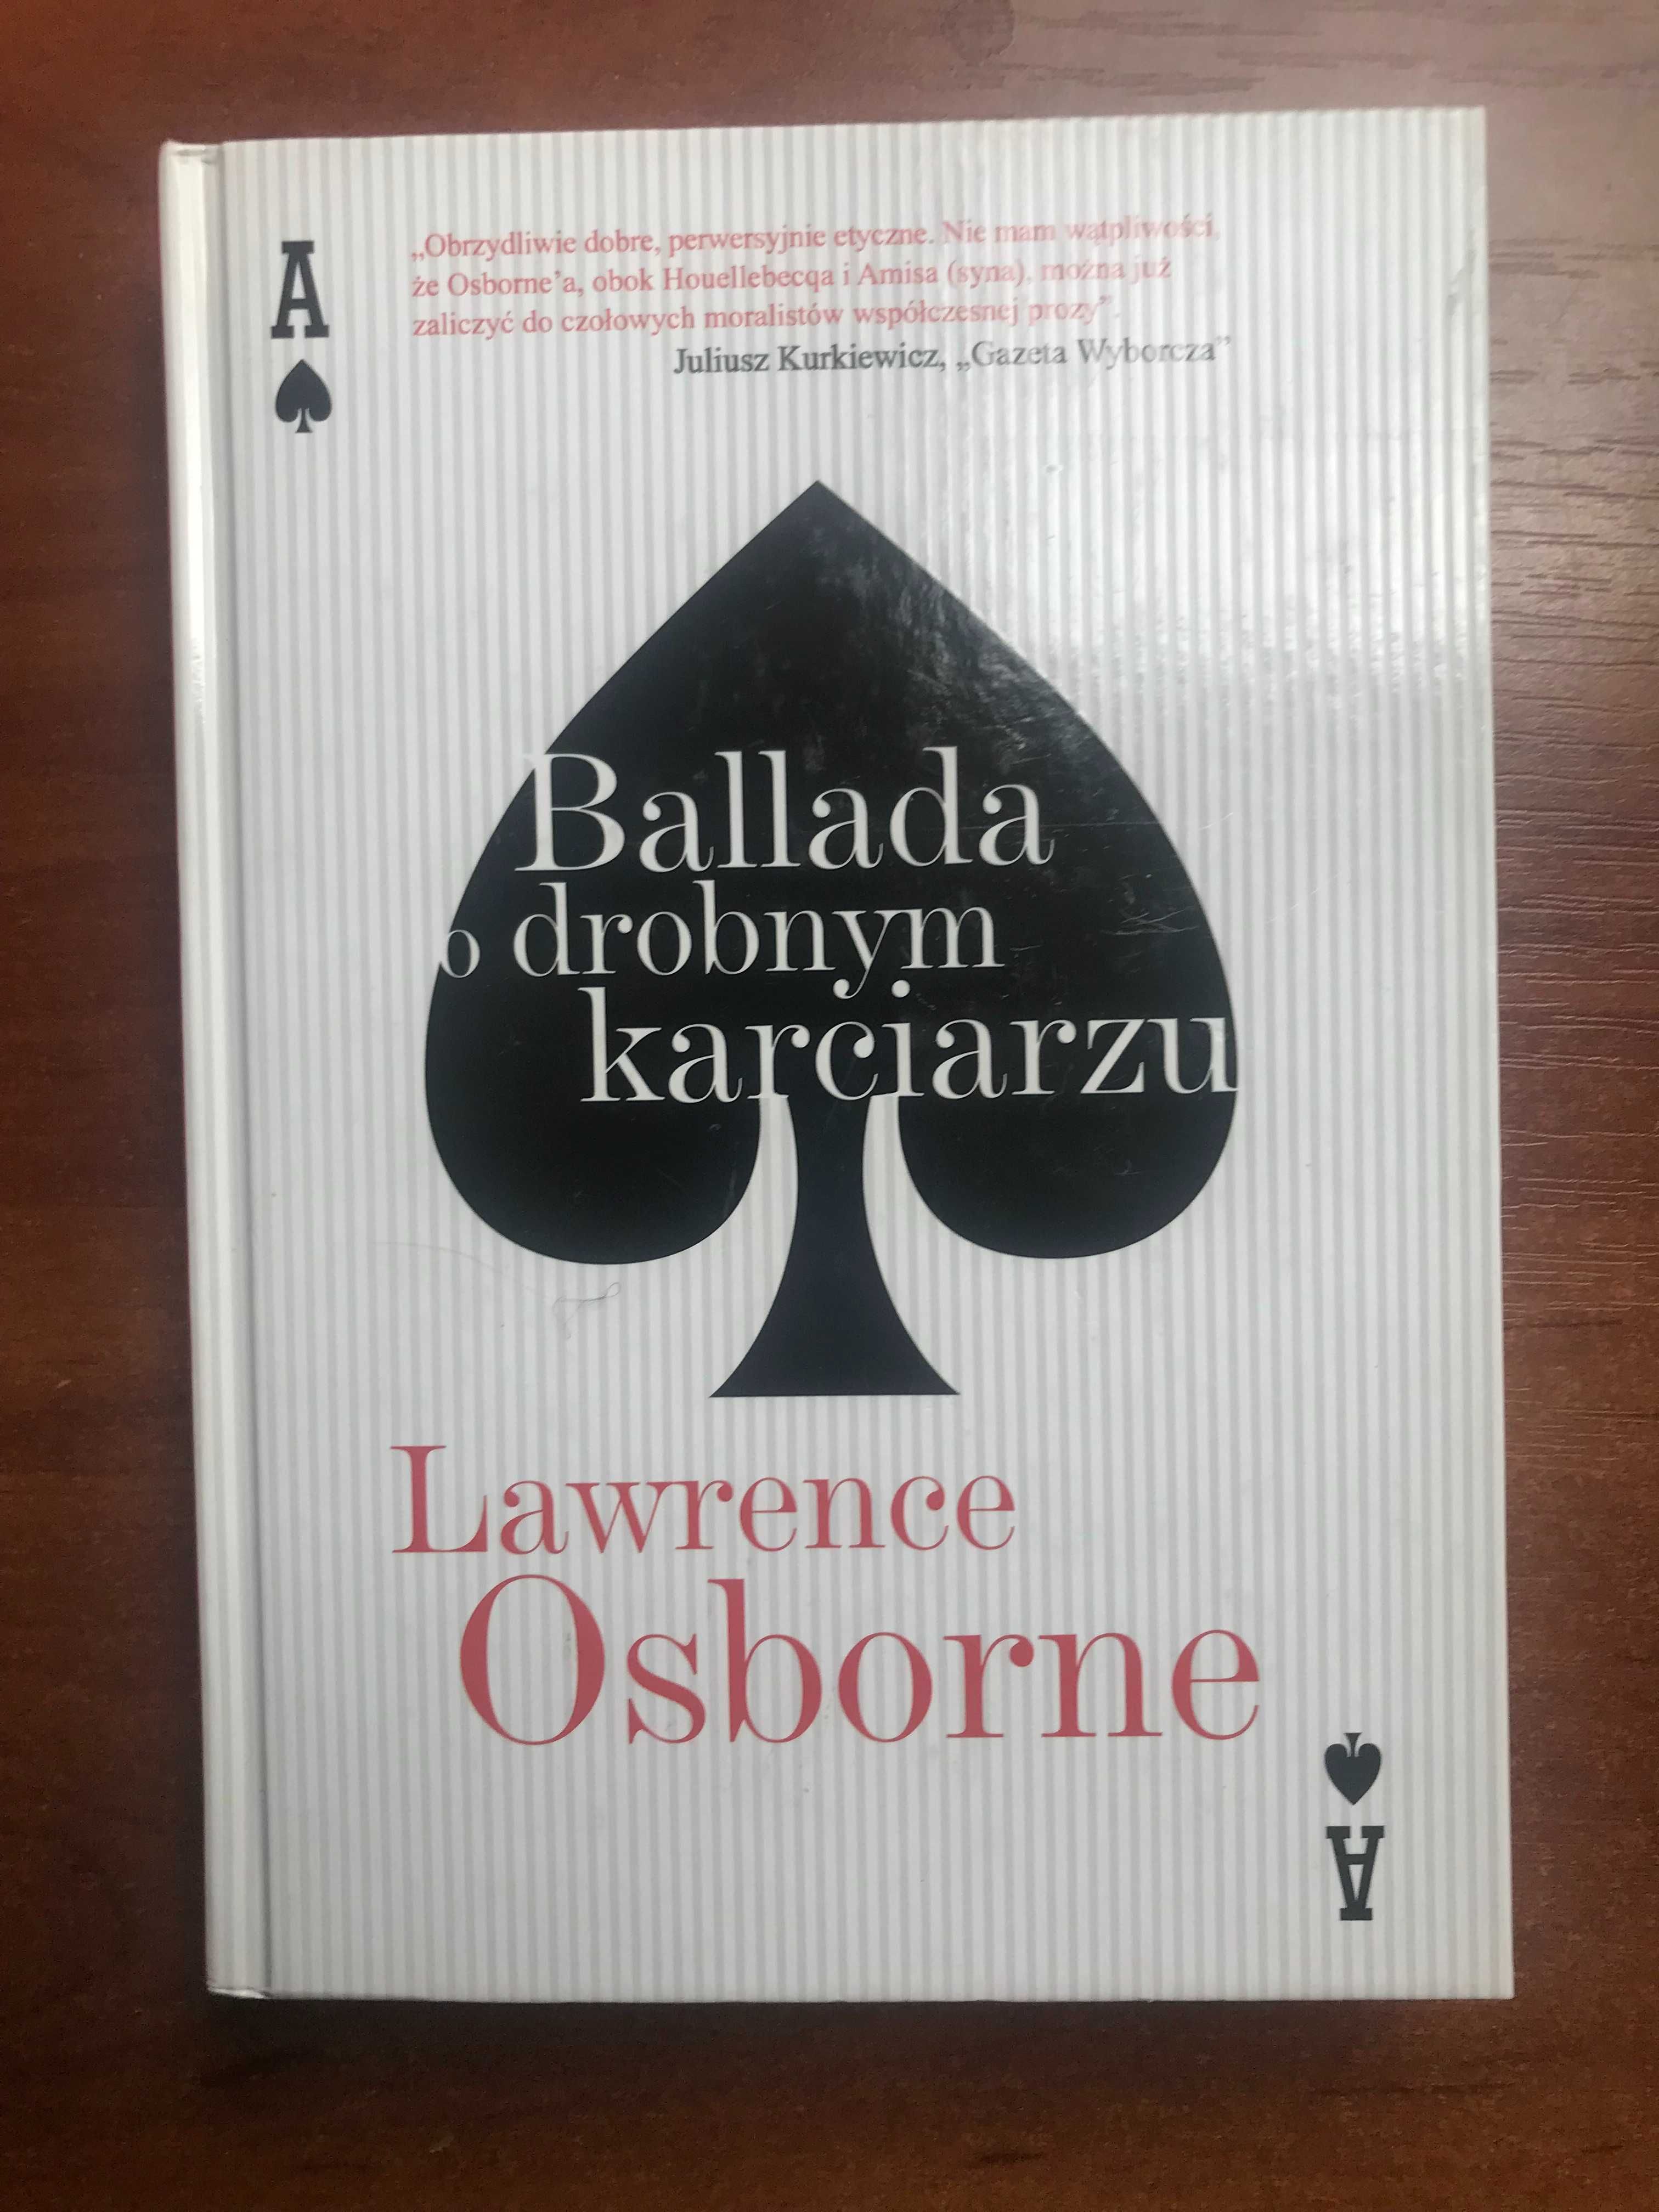 A
„Obrzydliwie dobre, perwersyjnie etyczne. Nie mam wątpliwości,
że Osborne'a, obok Houellebecqa i Amisa (syna), można już
zaliczyć do czołowych moralistów współczesnej prozy".
Juliusz Kurkiewicz, „Gazeta Wyborcza"
Ballada
o drobnym
karciarzu
Lawrence
Osborne
A